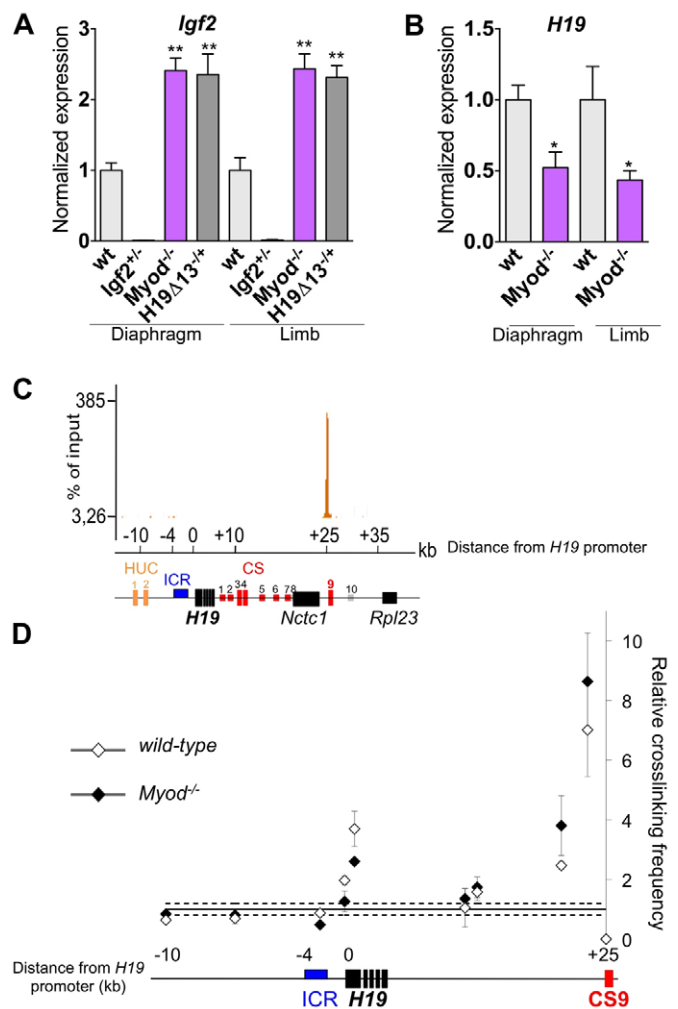 A
Igf2
Normalized expression
3
2
1
0
**
**
**
**
wt
Igf2+/-
Myod-/-
H19Δ13-/+
wt
Igf2+/-
Myod-/-
H19Δ13-/+
Diaphragm
Limb
B
H19
Normalized expression
1.5
1.0
0.5
0.0
*
*
wt
Myod-/-
wt
Myod-/-
Diaphragm
Limb
C
% of input
385
3,26
-10 -4 0 +10 +25 +35 kb
Distance from H19 promoter
HUC
ICR
CS
1 2
1 2 34 5 6 78 9 10
H19
Nctc1
Rpl23
D
wild-type
Myod-/-
Relative crosslinking frequency
10
8
6
4
2
0
-10 -4 0 +25
Distance from H19
promoter (kb)
ICR
H19
CS9